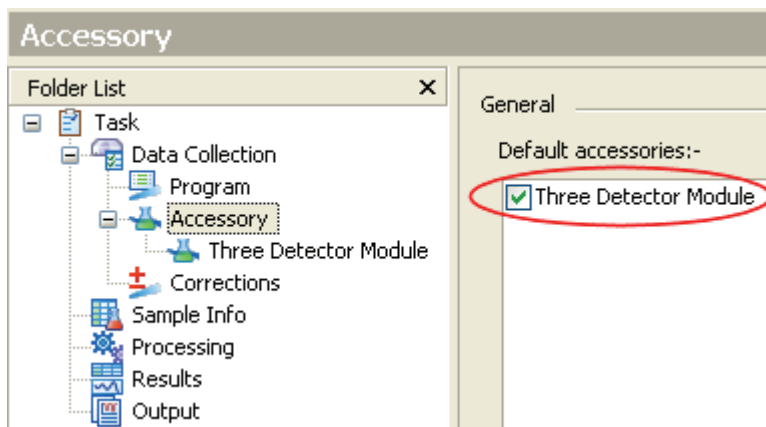 Accessory
Folder List
Task
Data Collection
Program
Accessory
Three Detector Module
Corrections
Sample Info
Processing
Results
Output
General
Default accessories:-
Three Detector Module